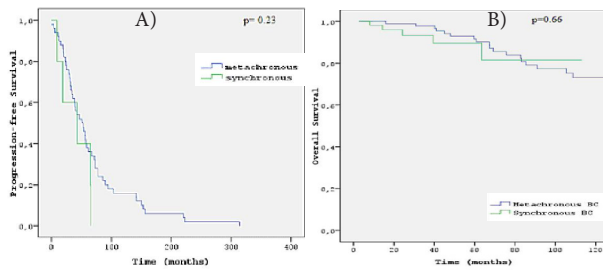 A)
p= 0.23
metachronous
synchronous
Progression-free Survival
1,0
0,8
0,6
0,4
0,2
0,0
0
100
200
300
400
Time (months)
B)
p=0.66
Metachronous BC
Synchronous BC
Overall Survival
1,0
0,8
0,6
0,4
0,2
0,0
0
20
40
60
80
100
120
Time (months)